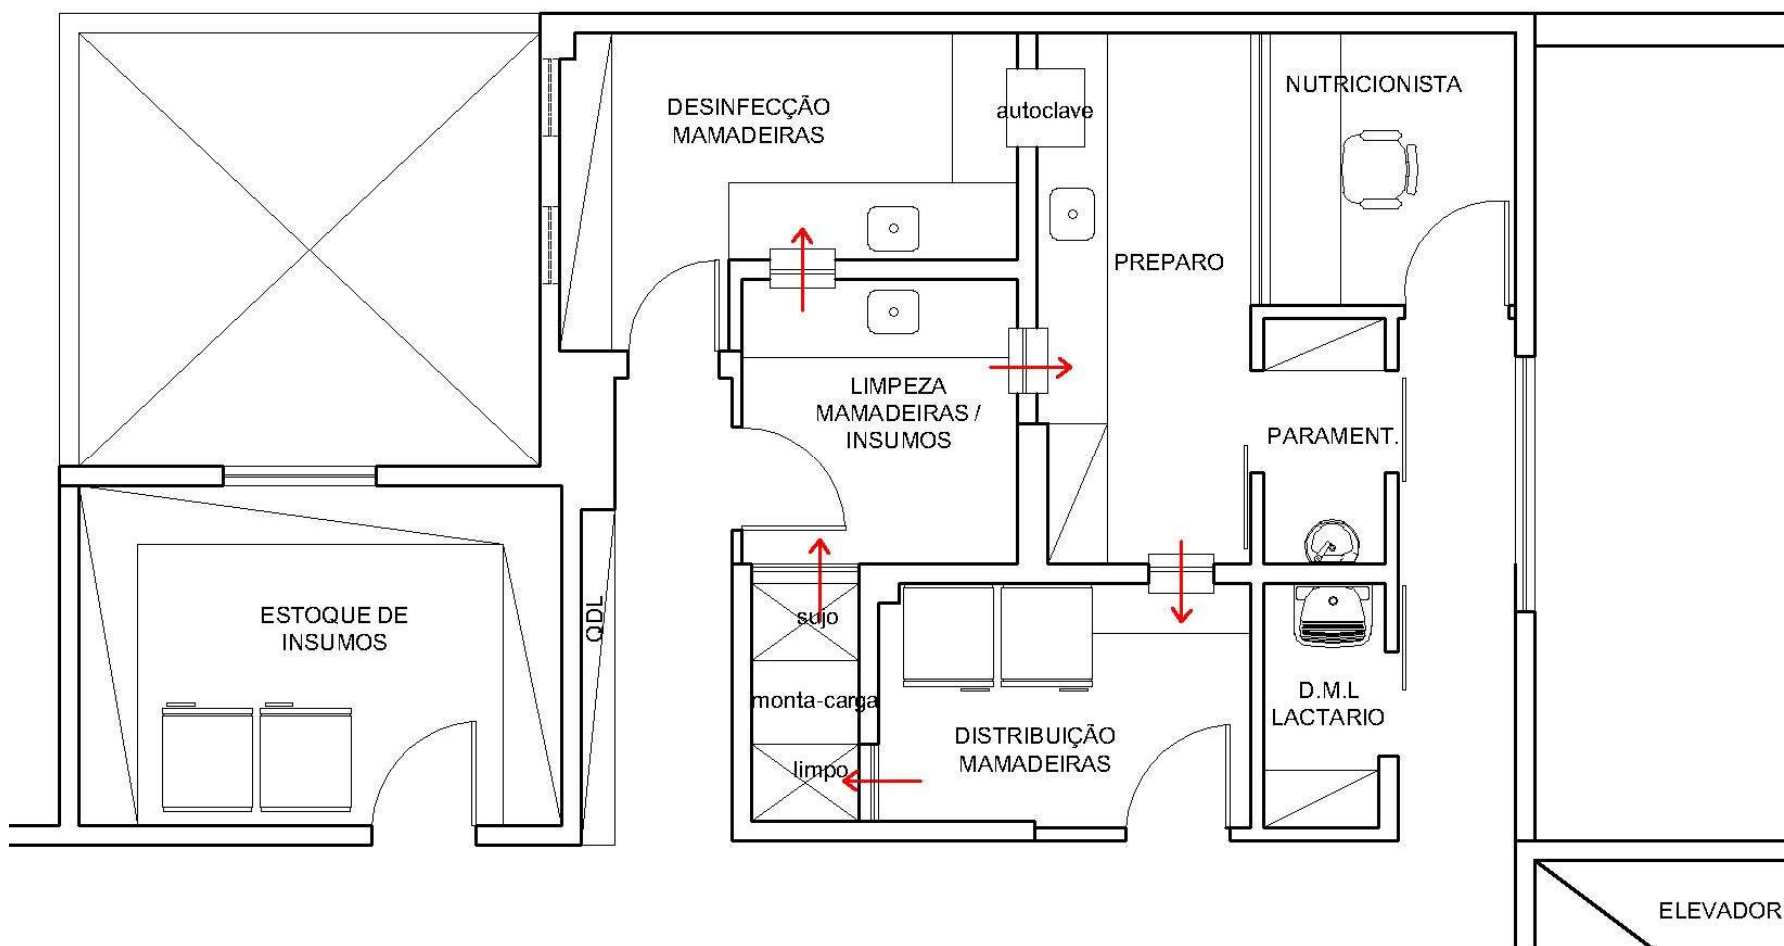 NUTRICIONISTA
DESINFECÇÃO
MAMADEIRAS
autoclave
PREPARO
LIMPEZA
MAMADEIRAS /
INSUMOS
PARAMENT.
ESTOQUE DE
INSUMOS
QDL
sujo
monta-carga
limpo
DISTRIBUIÇÃO
MAMADEIRAS
D.M.L
LACTARIO
ELEVADOR